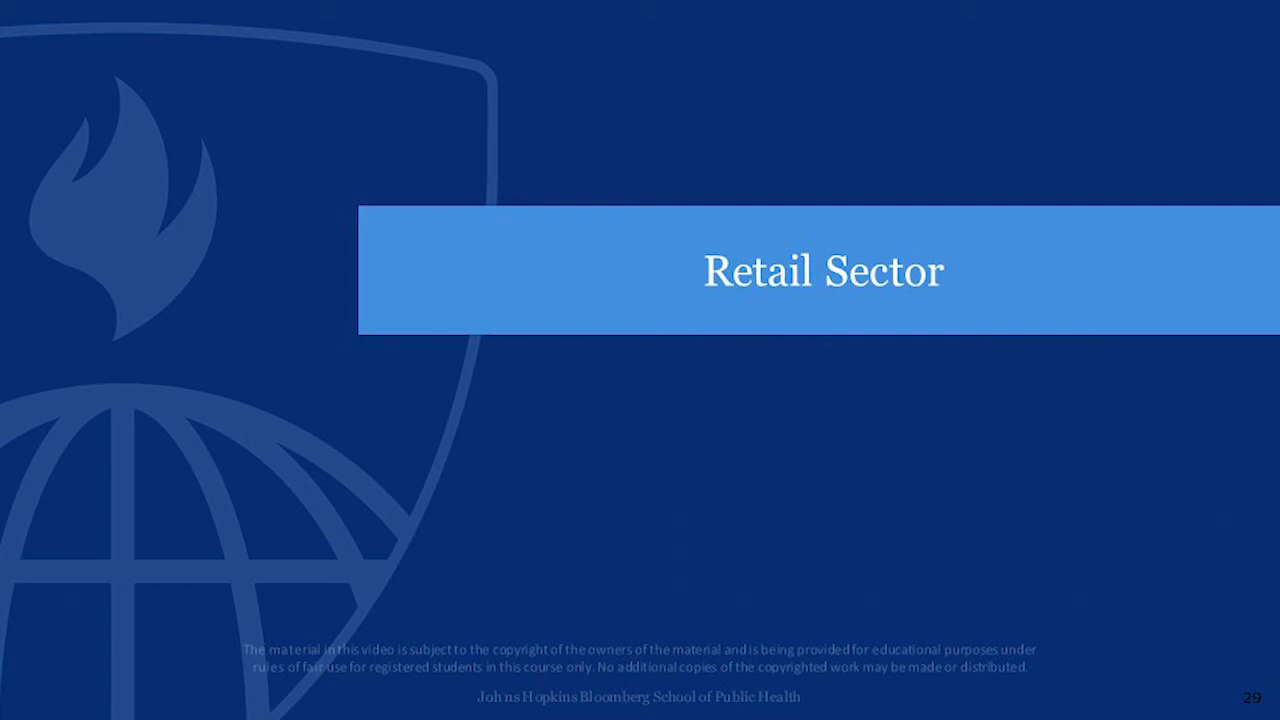 Retail Sector
The material in this video is subject to the copyright of the owners of the material and is being provided for educational purposes under
rules of fair use for registered students in this course only. No additional copies of the copyrighted work may be made or distributed.
Johns Hopkins Bloomberg School of Public Health
29